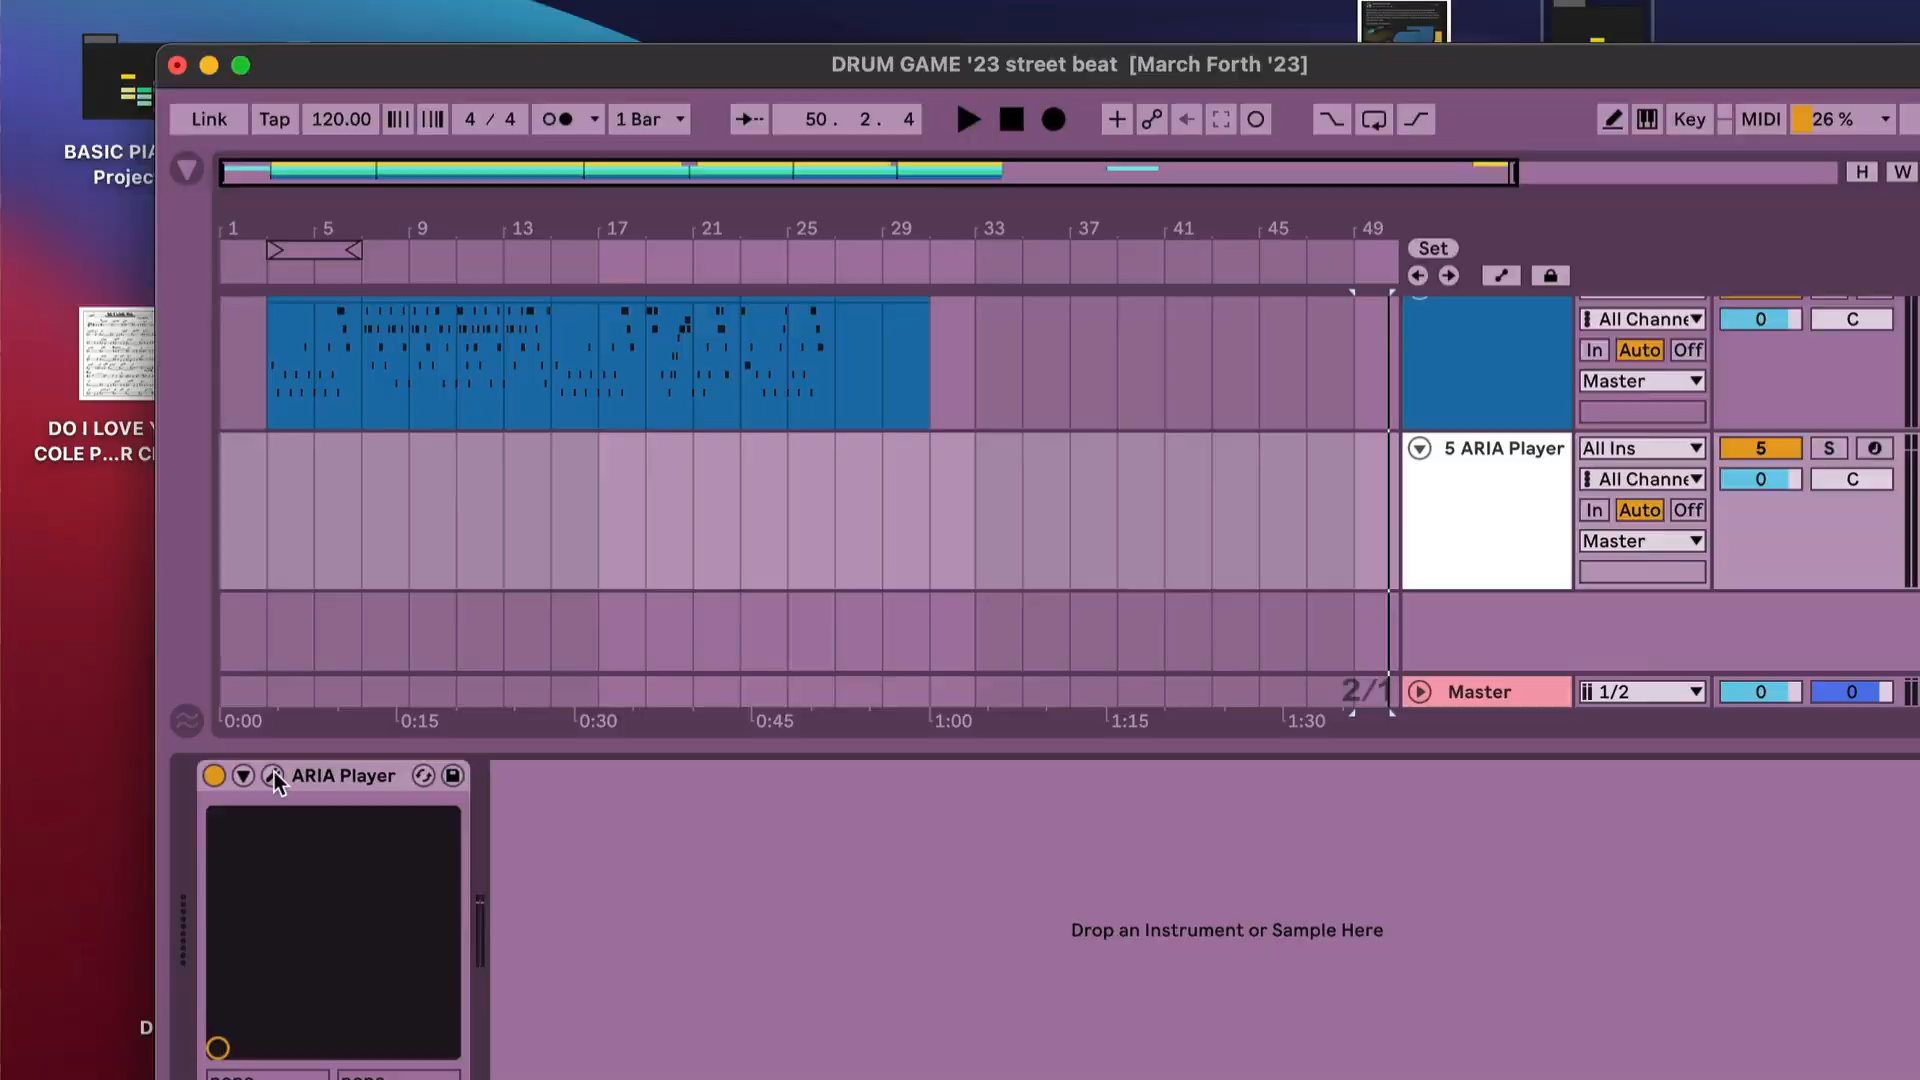 DRUM GAME '23 street beat [March Forth '23]
Link Tap 120.00 4 / 4 1 Bar 50. 2. 4 Key MIDI 26 %
BASIC PIA
Projec
H W
1 5 9 13 17 21 25 29 33 37 41 45 49
Set
All Channe 0 C
In Auto Off
Master
DO I LOVE
COLE P...R C
5 ARIA Player All Ins 5 S
All Channe 0 C
In Auto Off
Master
2/1 Master 1/2 0 0
0:00 0:15 0:30 0:45 1:00 1:15 1:30
ARIA Player
Drop an Instrument or Sample Here
D
none none